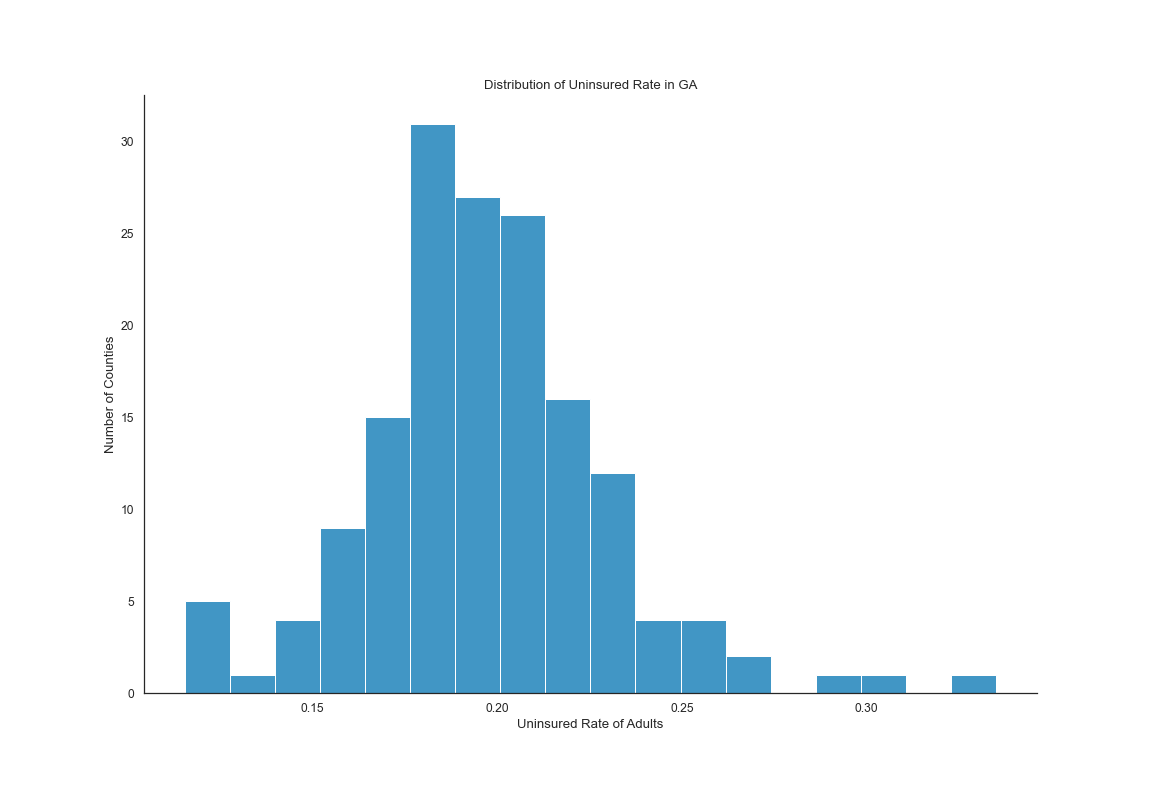 Distribution of Uninsured Rate in GA
30
25
20
15
10
5
0
Number of Counties
0.15 0.20 0.25 0.30
Uninsured Rate of Adults